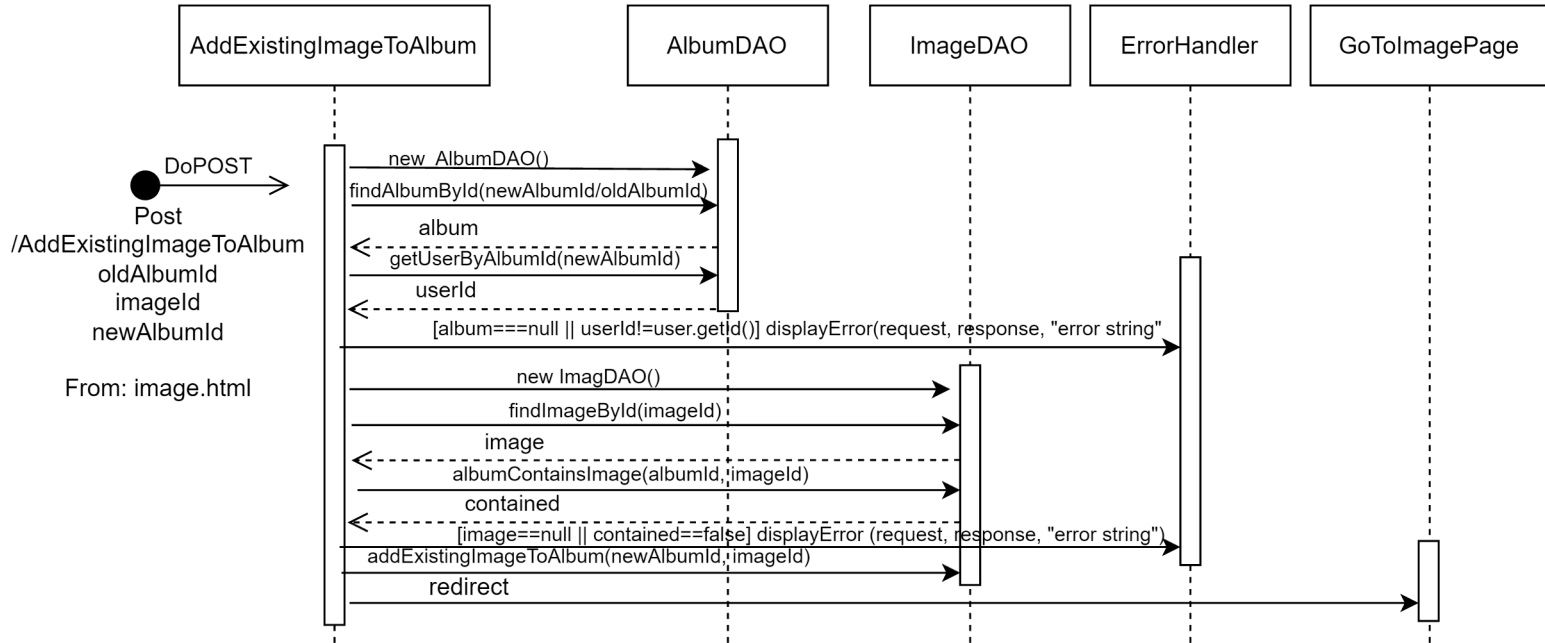 AddExistingImageToAlbum
AlbumDAO
ImageDAO
ErrorHandler
GoToImagePage
DoPOST
Post
/AddExistingImageToAlbum
oldAlbumId
imageId
newAlbumId
From: image.html
new AlbumDAO()
findAlbumById(newAlbumId/oldAlbumId)
album
getUserByAlbumId(newAlbumId)
userId
[album===null || userId!=user.getId()] displayError(request, response, "error string"
new ImagDAO()
findImageById(imageId)
image
albumContainsImage(albumId, imageId)
contained
[image==null || contained==false] displayError (request, response, "error string")
addExistingImageToAlbum(newAlbumId, imageId)
redirect